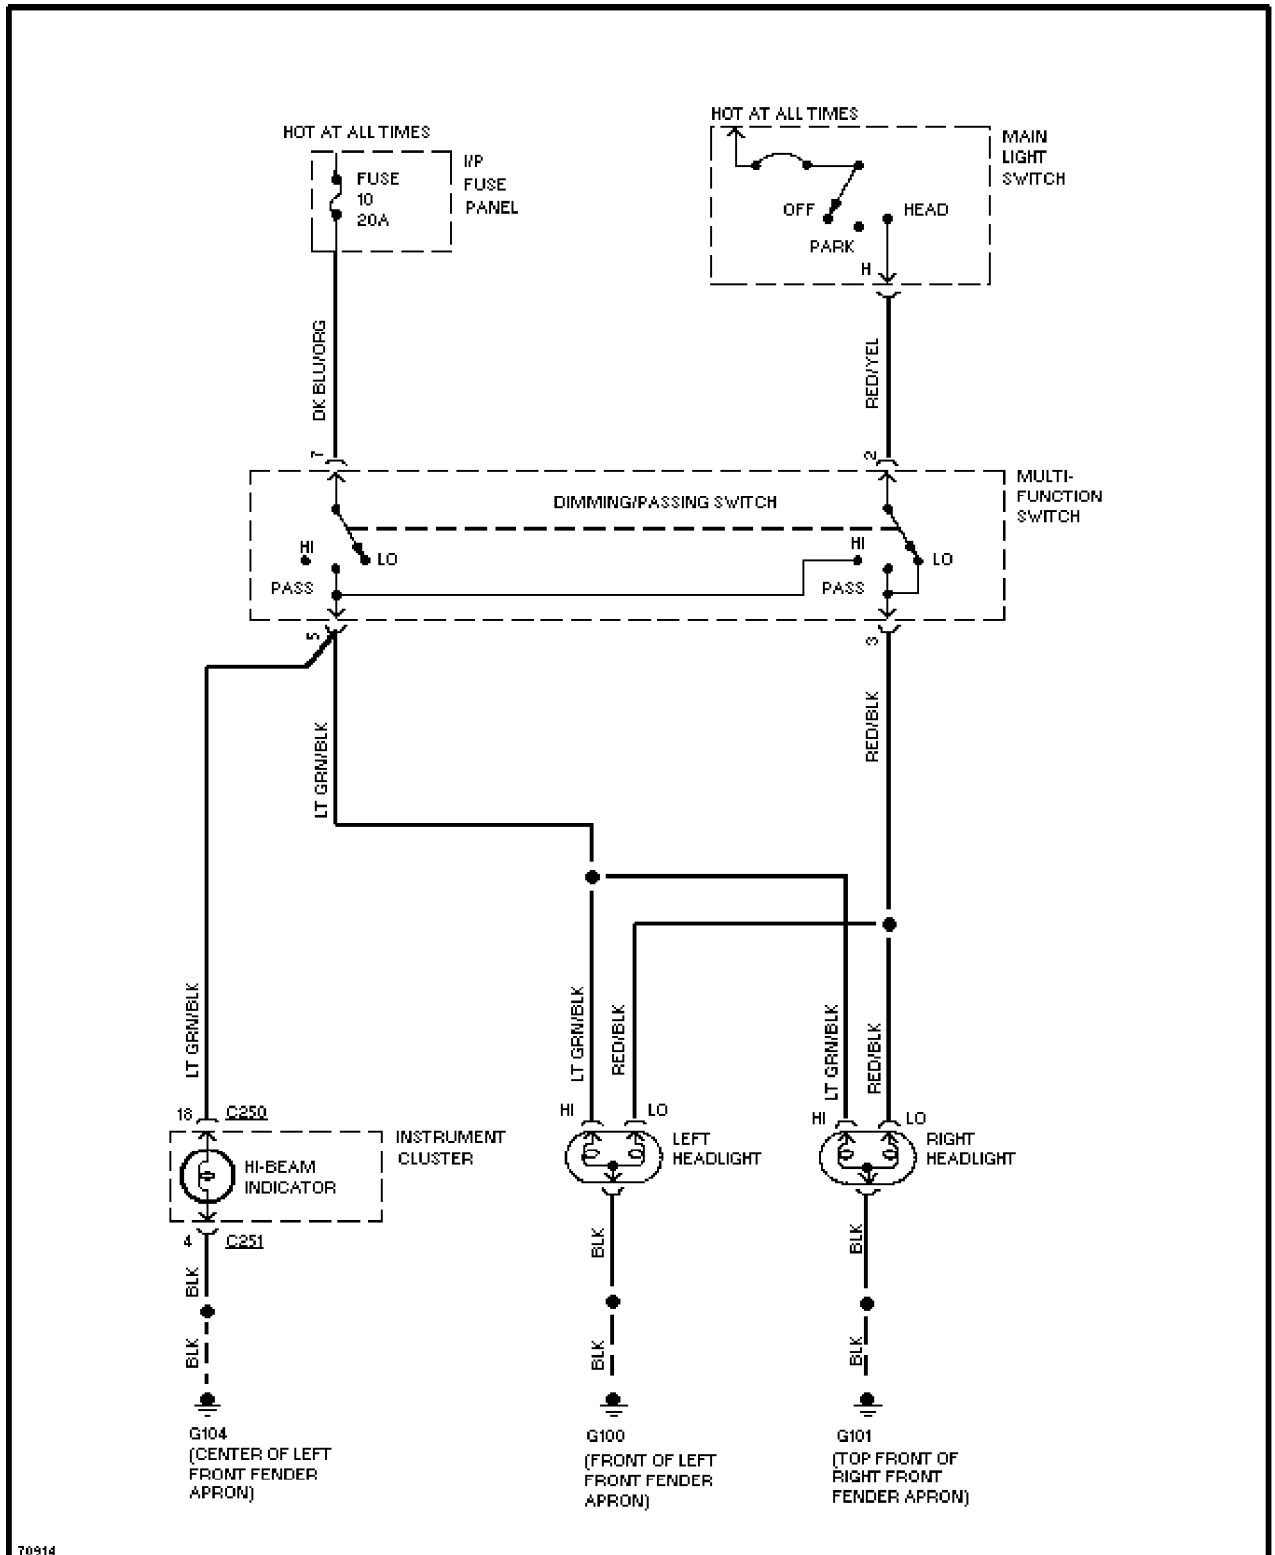 HOT AT ALL TIMES
HOT AT ALL TIMES
FUSE
10
20A
I/P
FUSE
PANEL
MAIN
LIGHT
SWITCH
OFF
HEAD
PARK
H
DK BLU/ORG
RED/YEL
7
2
DIMMING/PASSING SWITCH
MULTI-
FUNCTION
SWITCH
HI
LO
PASS
HI
LO
PASS
5
3
LT GRN/BLK
RED/BLK
LT GRN/BLK
LT GRN/BLK
RED/BLK
LT GRN/BLK
RED/BLK
18
C250
HI
LO
HI
LO
INSTRUMENT
CLUSTER
HI-BEAM
INDICATOR
LEFT
HEADLIGHT
RIGHT
HEADLIGHT
4
C251
BLK
BLK
BLK
BLK
BLK
BLK
G104
(CENTER OF LEFT
FRONT FENDER
APRON)
G100
(FRONT OF LEFT
FRONT FENDER
APRON)
G101
(TOP FRONT OF
RIGHT FRONT
FENDER APRON)
70914